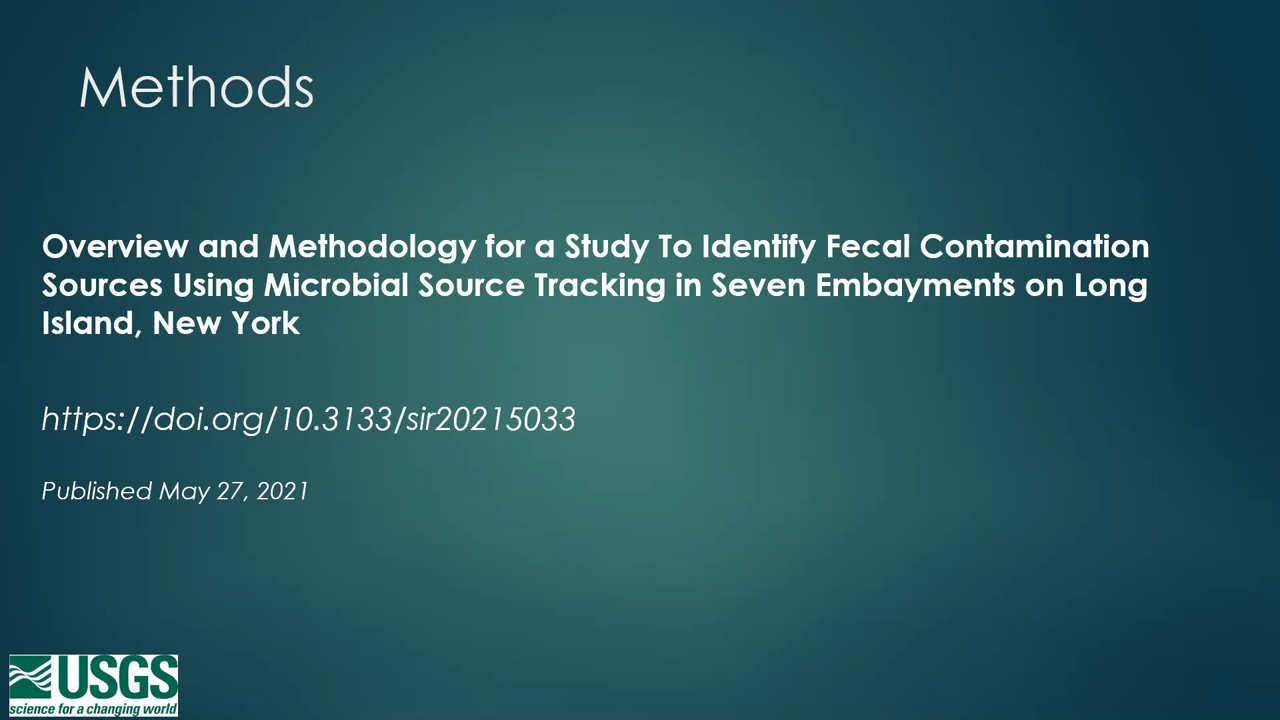 Methods
Overview and Methodology for a Study To Identify Fecal Contamination
Sources Using Microbial Source Tracking in Seven Embayments on Long
Island, New York
https://doi.org/10.3133/sir20215033
Published May 27, 2021
USGS
science for a changing world